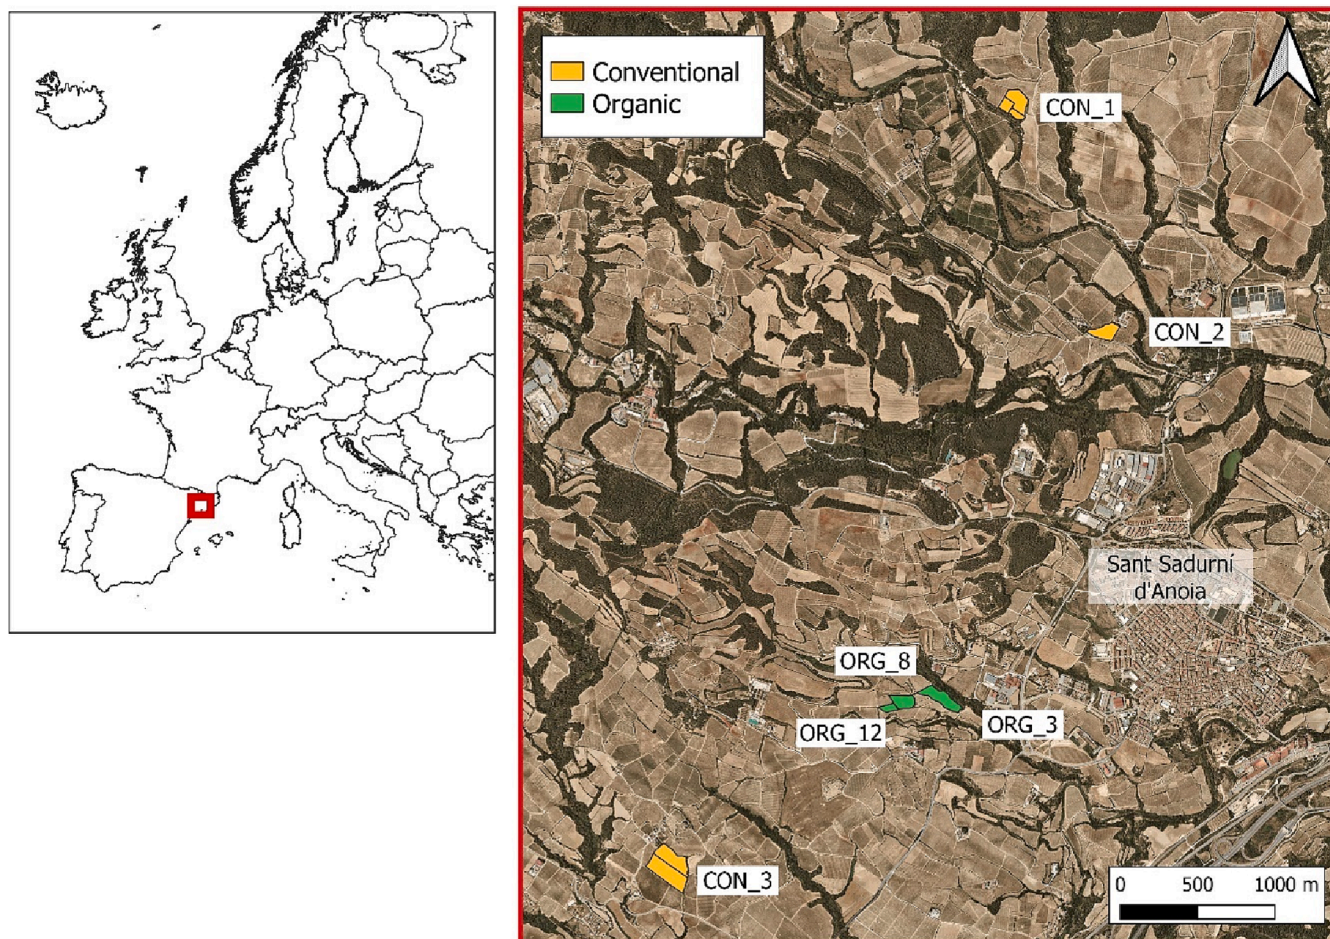 Conventional
Organic
CON_1
CON_2
Sant Sadurní
d'Anoia
ORG_8
ORG_3
ORG_12
CON_3
0 500 1000 m